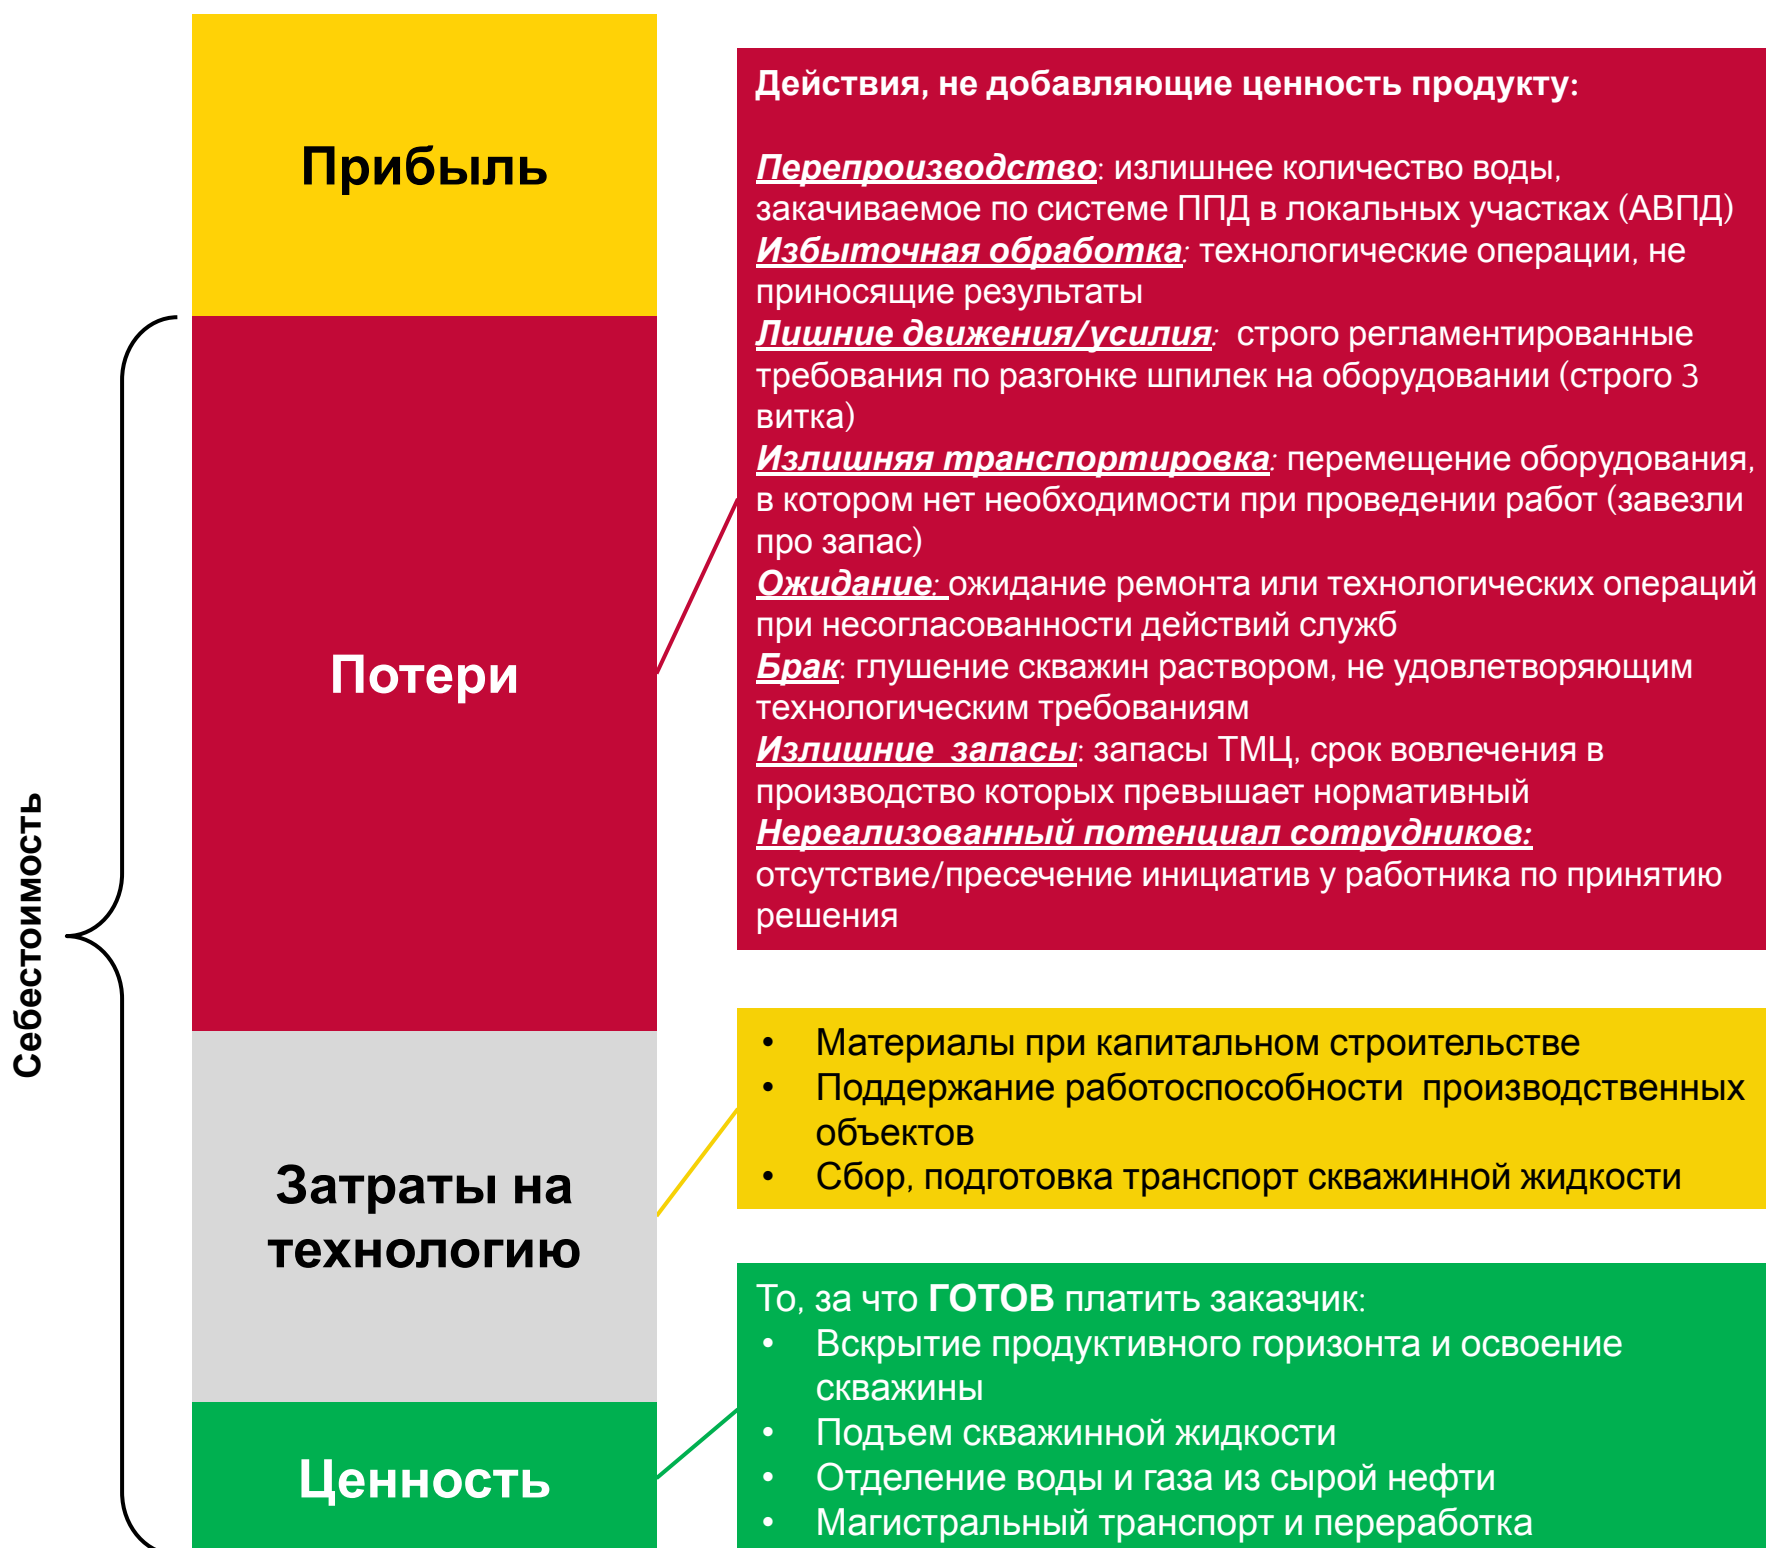 Прибыль
Потери
Затраты на
технологию
Ценность
Себестоимость
Действия, не добавляющие ценность продукту:
Перепроизводство: излишнее количество воды,
закачиваемое по системе ППД в локальных участках (АВПД)
Избыточная обработка: технологические операции, не
приносящие результаты
Лишние движения/усилия: строго регламентированные
требования по разгонке шпилек на оборудовании (строго 3
витка)
Излишняя транспортировка: перемещение оборудования,
в котором нет необходимости при проведении работ (завезли
про запас)
Ожидание: ожидание ремонта или технологических операций
при несогласованности действий служб
Брак: глушение скважин раствором, не удовлетворяющим
технологическим требованиям
Излишние запасы: запасы ТМЦ, срок вовлечения в
производство которых превышает нормативный
Нереализованный потенциал сотрудников:
отсутствие/пресечение инициатив у работника по принятию
решения
• Материалы при капитальном строительстве
• Поддержание работоспособности производственных
объектов
• Сбор, подготовка транспорт скважинной жидкости
То, за что ГОТОВ платить заказчик:
• Вскрытие продуктивного горизонта и освоение
скважины
• Подъем скважинной жидкости
• Отделение воды и газа из сырой нефти
• Магистральный транспорт и переработка